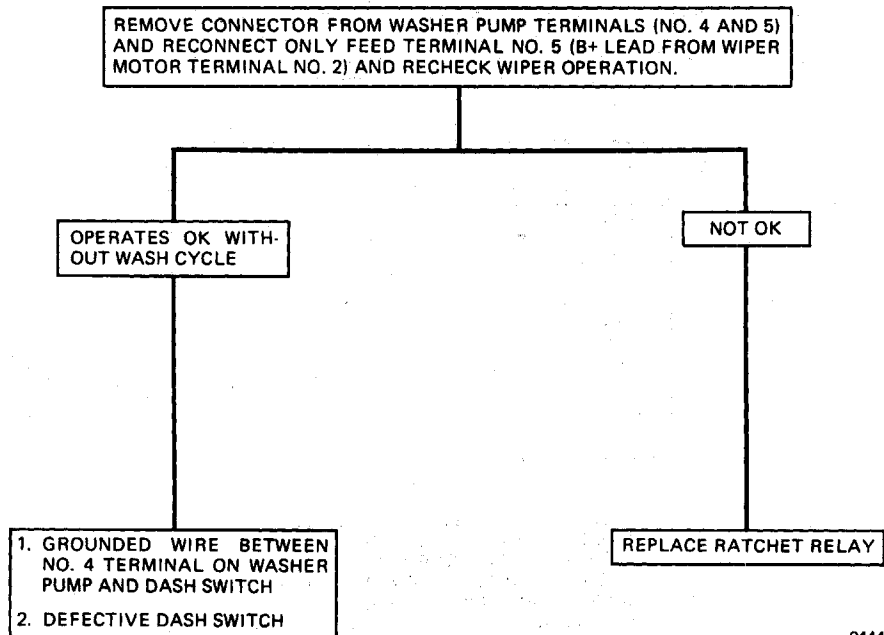 REMOVE CONNECTOR FROM WASHER PUMP TERMINALS (NO. 4 AND 5)
AND RECONNECT ONLY FEED TERMINAL NO. 5 (B+ LEAD FROM WIPER
MOTOR TERMINAL NO. 2) AND RECHECK WIPER OPERATION.
OPERATES OK WITH-
OUT WASH CYCLE
NOT OK
1. GROUNDED WIRE BETWEEN
NO. 4 TERMINAL ON WASHER
PUMP AND DASH SWITCH
2. DEFECTIVE DASH SWITCH
REPLACE RATCHET RELAY